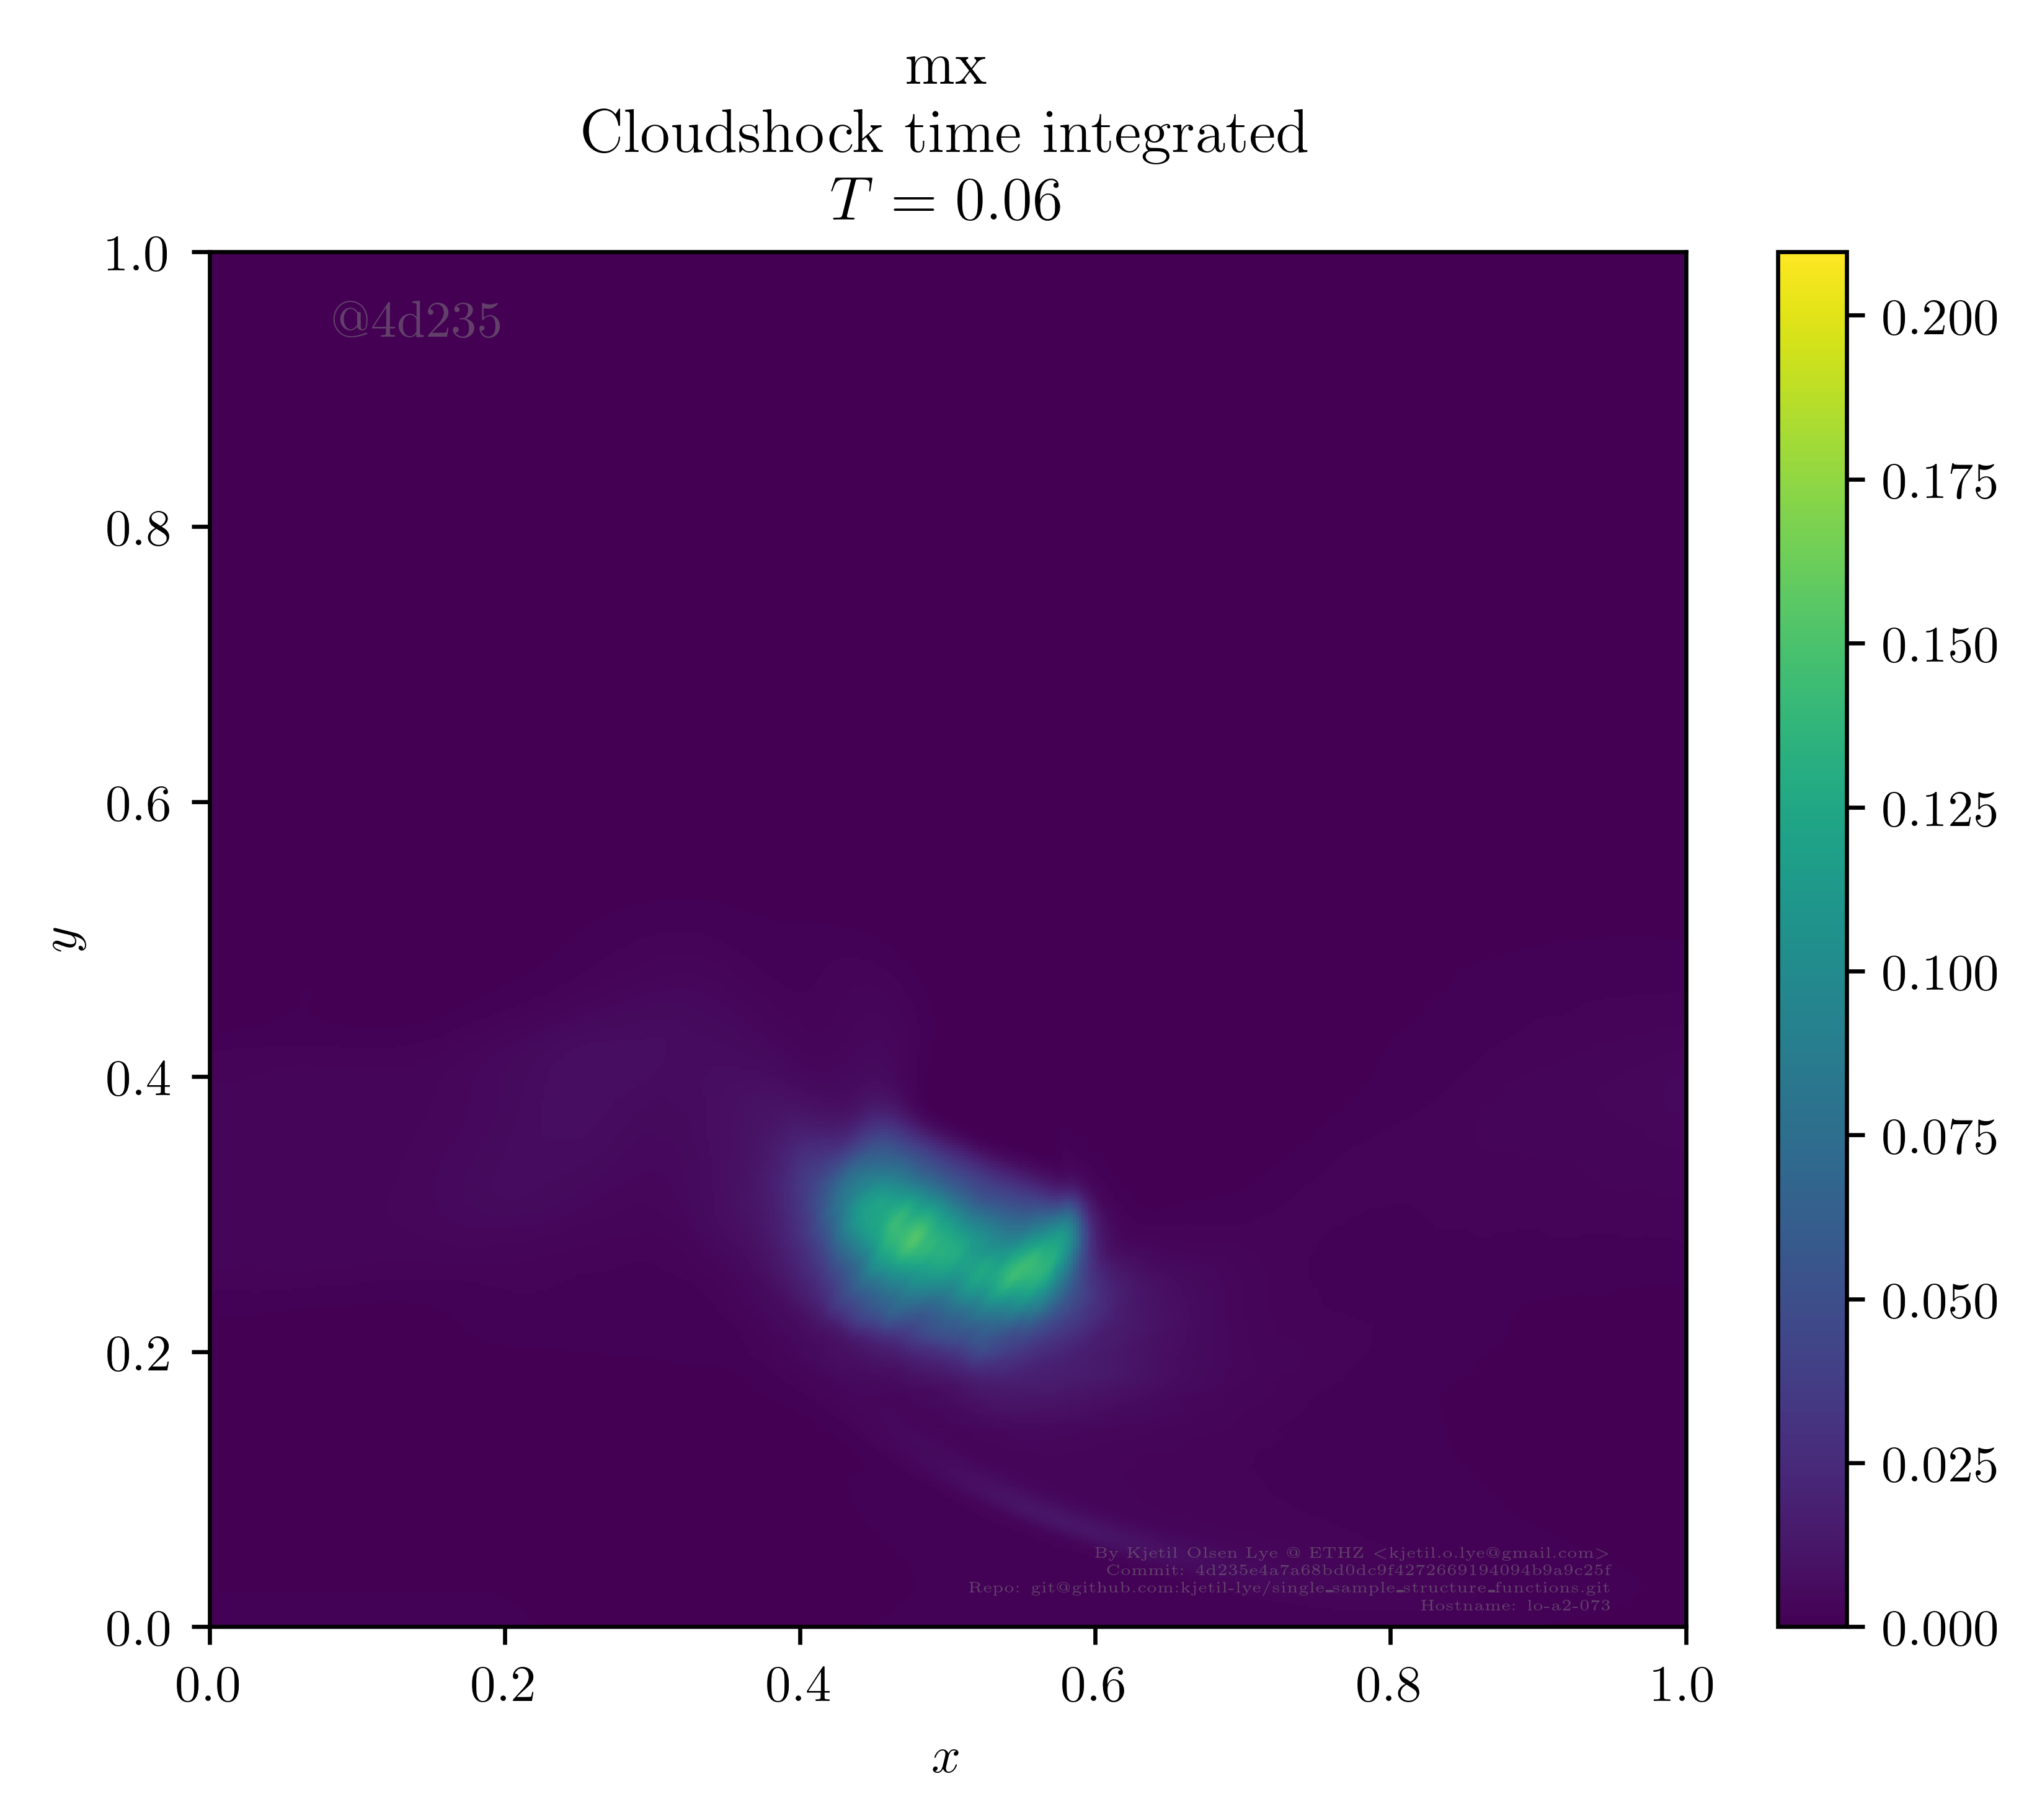 mx
Cloudshock time integrated
T = 0.06
1.0
0.8
0.6
0.4
0.2
0.0
y
@4d235
By Kjetil Olsen Lye @ ETHZ <kjetil.o.lye@gmail.com>
Commit: 4d235e4a7a68bd0dc9f4272669194094b9a9c25f
Repo: git@github.com:kjetil-lye/single_sample_structure_functions.git
Hostname: lo-a2-073
0.0 0.2 0.4 0.6 0.8 1.0
x
0.200
0.175
0.150
0.125
0.100
0.075
0.050
0.025
0.000